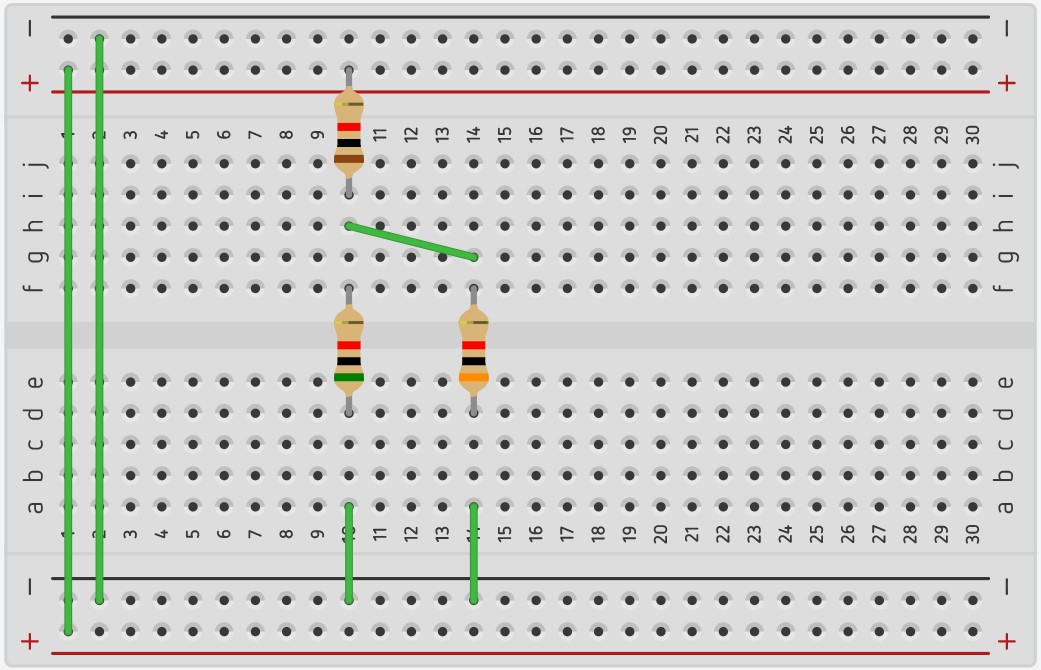 − −
+ +
1 2 3 4 5 6 7 8 9 11 12 13 14 15 16 17 18 19 20 21 22 23 24 25 26 27 28 29 30
j j
i i
h h
g g
f f
e e
d d
c c
b b
a a
1 2 3 4 5 6 7 8 9 10 11 12 13 14 15 16 17 18 19 20 21 22 23 24 25 26 27 28 29 30
− −
+ +